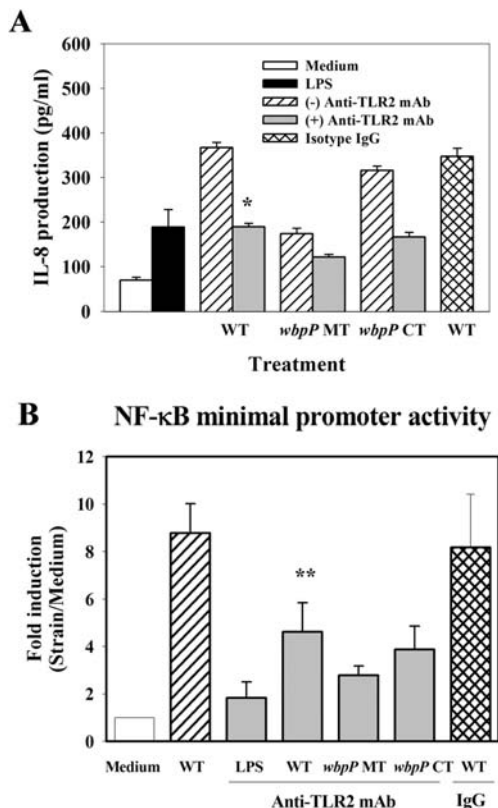 A
IL-8 production (pg/ml)
600
500
400
300
200
100
0
Medium
LPS
(-) Anti-TLR2 mAb
(+) Anti-TLR2 mAb
Isotype IgG
*
WT wbpP MT wbpP CT WT
Treatment
B NF-κB minimal promoter activity
Fold induction
(Strain/Medium)
12
10
8
6
4
2
0
**
Medium WT LPS WT wbpP MT wbpP CT WT
Anti-TLR2 mAb IgG